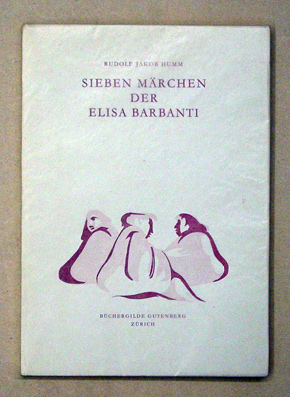 RUDOLF JAKOB HUMM
SIEBEN MÄRCHEN
DER
ELISA BARBANTI
BÜCHERGILDE GUTENBERG
ZÜRICH